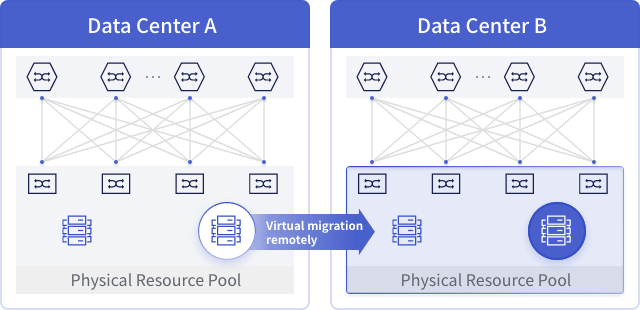 Data Center A
Data Center B
Virtual migration
remotely
Physical Resource Pool
Physical Resource Pool